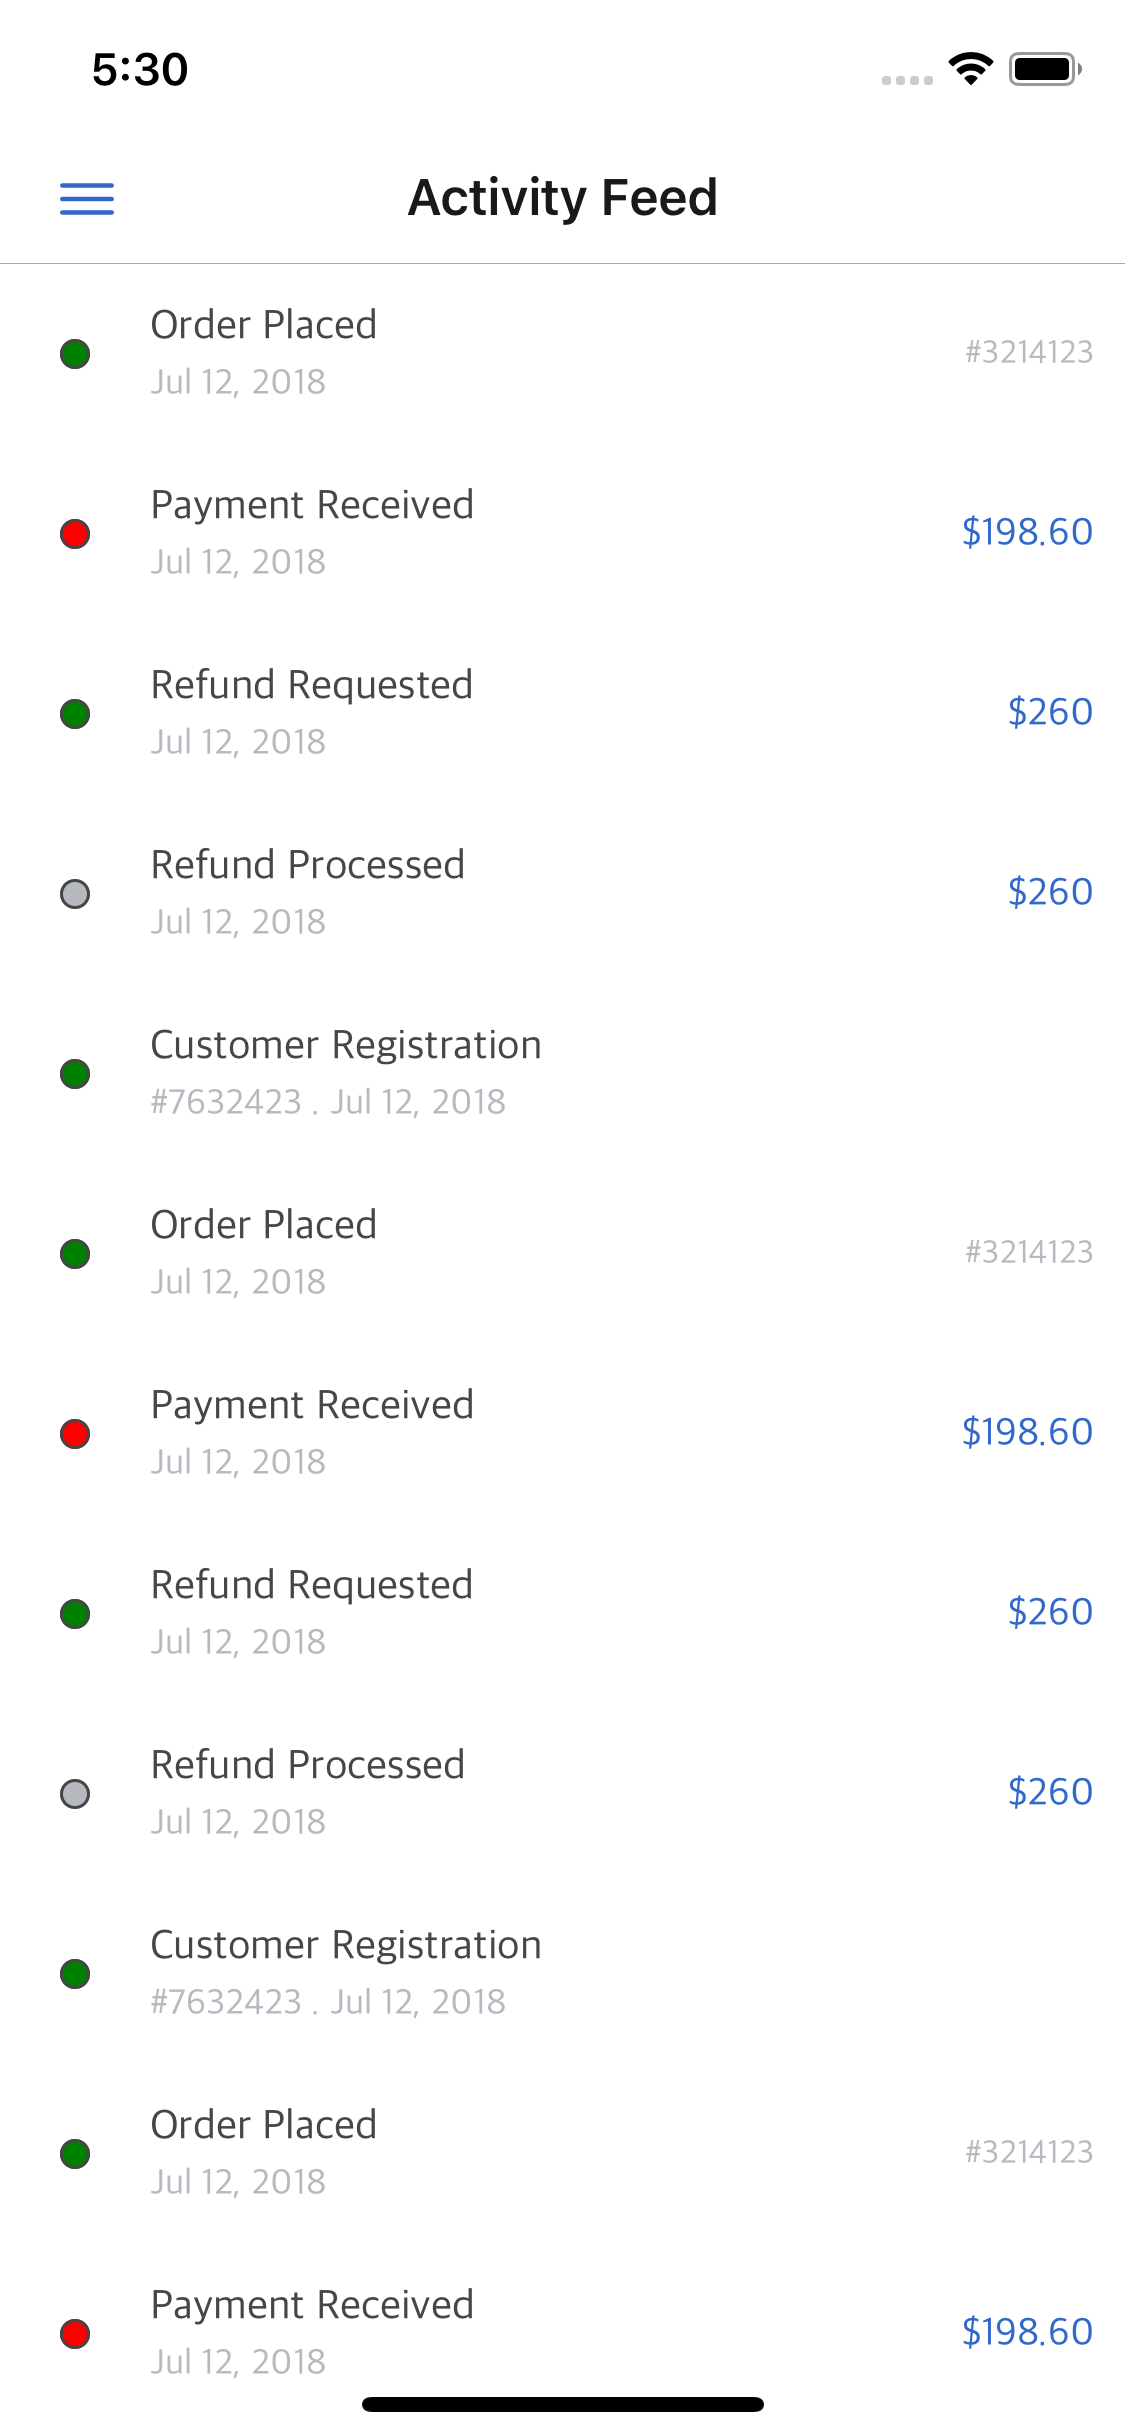 5:30
Activity Feed
Order Placed
#3214123
Jul 12, 2018
Payment Received
$198.60
Jul 12, 2018
Refund Requested
$260
Jul 12, 2018
Refund Processed
$260
Jul 12, 2018
Customer Registration
#7632423 . Jul 12, 2018
Order Placed
#3214123
Jul 12, 2018
Payment Received
$198.60
Jul 12, 2018
Refund Requested
$260
Jul 12, 2018
Refund Processed
$260
Jul 12, 2018
Customer Registration
#7632423 . Jul 12, 2018
Order Placed
#3214123
Jul 12, 2018
Payment Received
$198.60
Jul 12, 2018